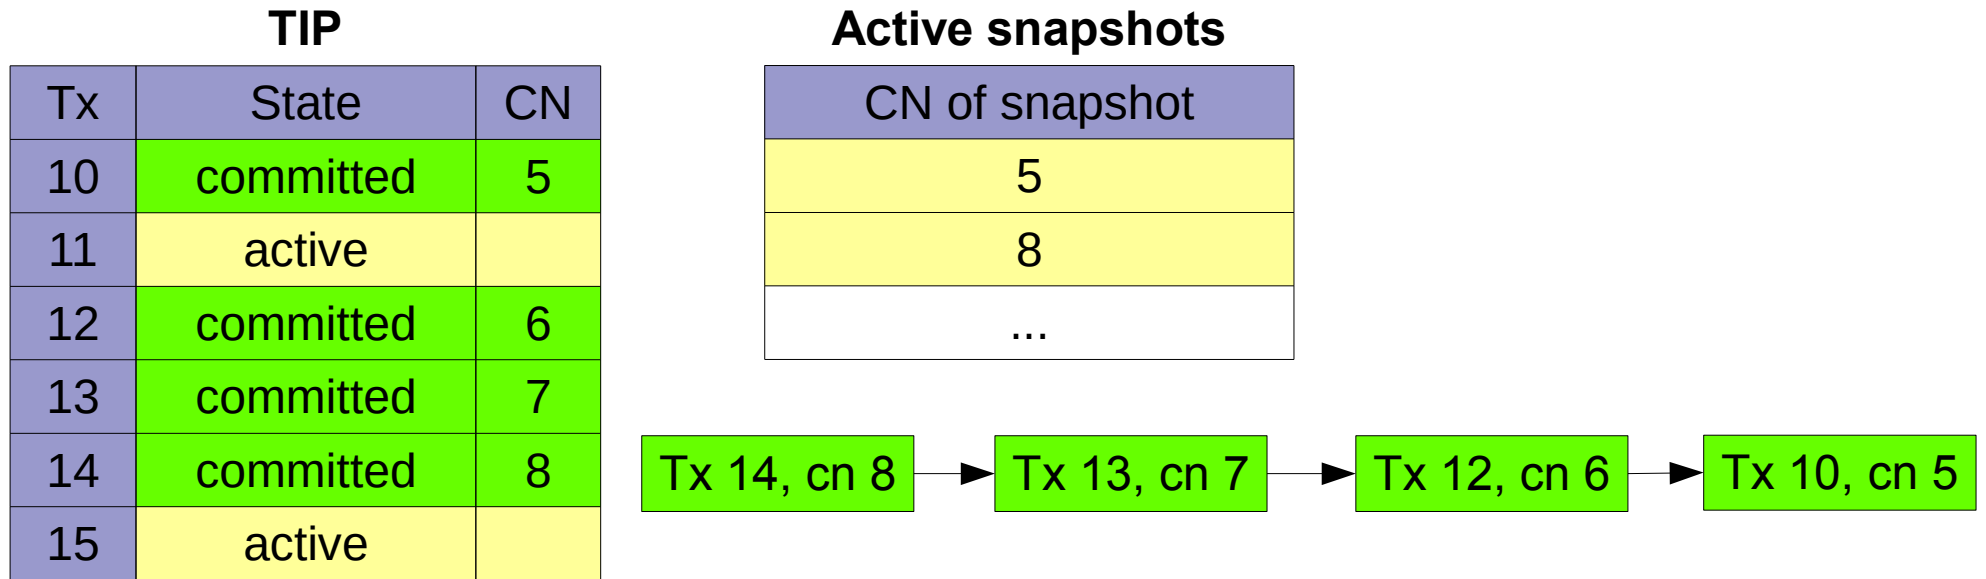 TIP
Tx State CN
10 committed 5
11 active
12 committed 6
13 committed 7
14 committed 8
15 active
Active snapshots
CN of snapshot
5
8
...
Tx 14, cn 8 Tx 13, cn 7 Tx 12, cn 6 Tx 10, cn 5